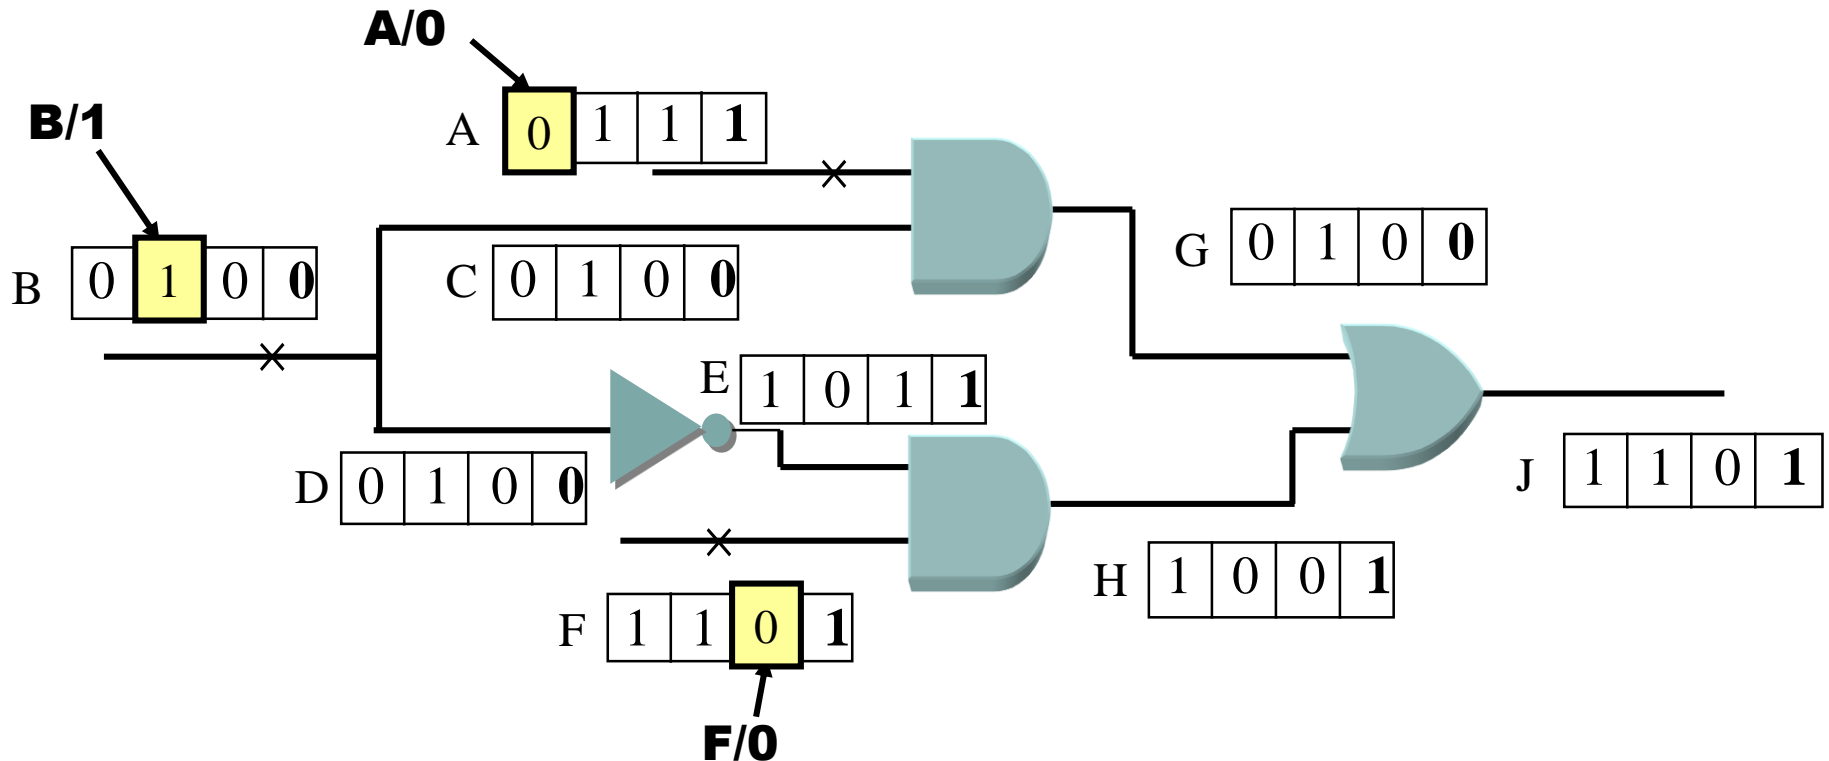 A/0
B/1
A 0 1 1 1
B 0 1 0 0
C 0 1 0 0
G 0 1 0 0
E 1 0 1 1
D 0 1 0 0
J 1 1 0 1
H 1 0 0 1
F 1 1 0 1
F/0